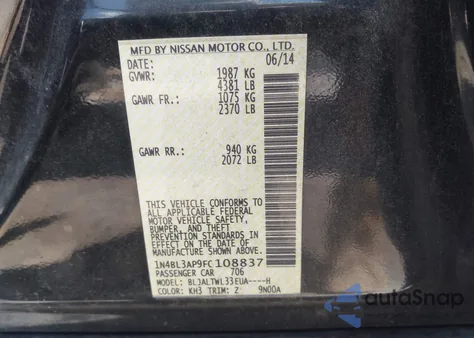 MFD BY NISSAN MOTOR CO., LTD.
DATE: 06/14
GVWR: 1987 KG
4381 LB
GAWR FR.: 1075 KG
2370 LB
GAWR RR.: 940 KG
2072 LB
THIS VEHICLE CONFORMS TO
ALL APPLICABLE FEDERAL
MOTOR VEHICLE SAFETY,
BUMPER, AND THEFT
PREVENTION STANDARDS IN
EFFECT ON THE DATE OF
MANUFACTURE SHOWN ABOVE.
1N4BL3AP9FC108837
PASSENGER CAR 706
MODEL: BL3ALTWL33EUA----H
COLOR: KH3 TRIM: Z 9N00A
autaSnap